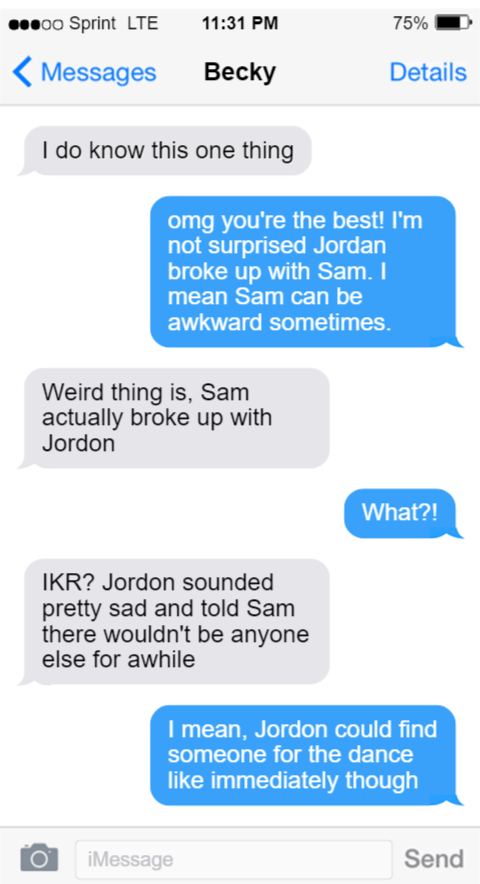 Sprint LTE 11:31 PM 75%
Messages Becky Details
I do know this one thing
omg you're the best! I'm
not surprised Jordan
broke up with Sam. I
mean Sam can be
awkward sometimes.
Weird thing is, Sam
actually broke up with
Jordon
What?!
IKR? Jordon sounded
pretty sad and told Sam
there wouldn't be anyone
else for awhile
I mean, Jordon could find
someone for the dance
like immediately though
iMessage Send